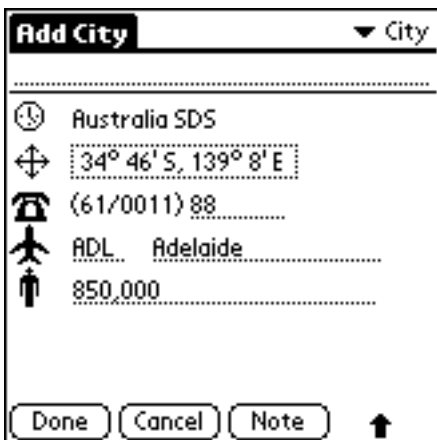 Add City
City
Australia SDS
34° 46' S, 139° 8' E
(61/0011) 88
ADL Adelaide
850,000
Done Cancel Note